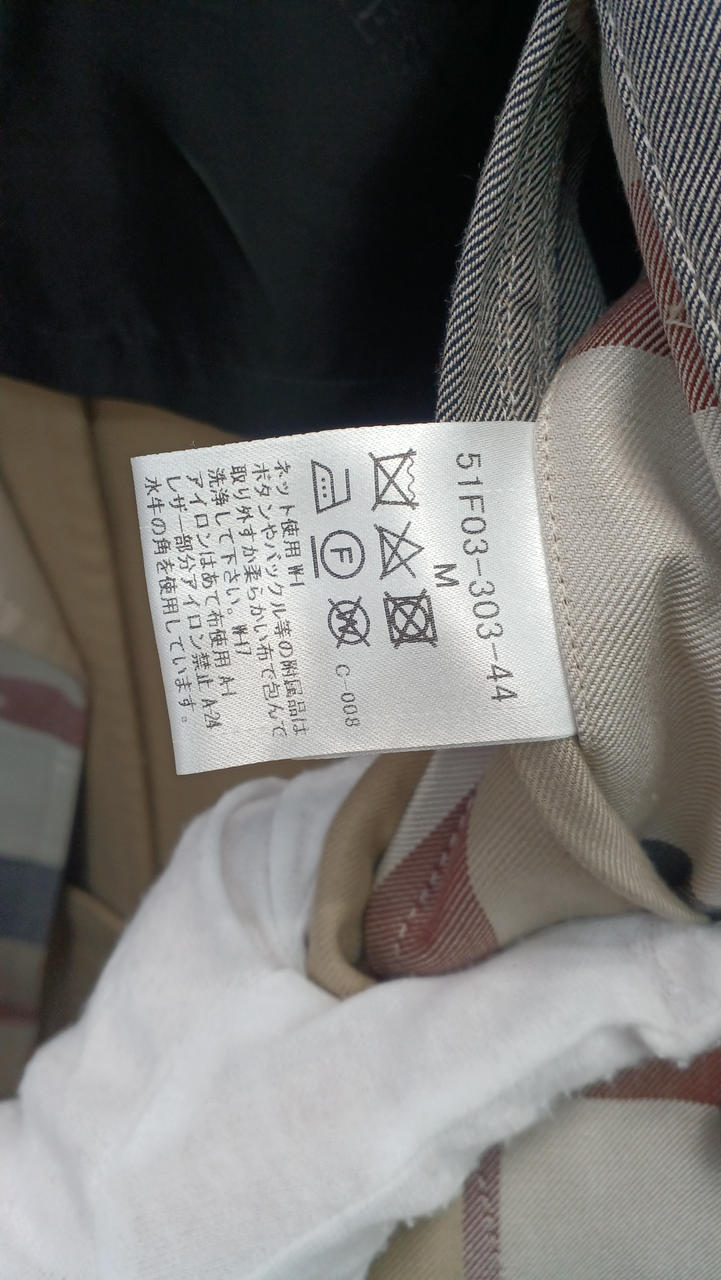 51F03-303-44
M
F
W
C-008
ネット使用 W-1
ボタンやバックル等の附属品は
取り外すか柔らかい布で包んで
洗浄して下さい。 W-17
アイロンはあて布使用 A-1
レザー部分アイロン禁止 A-24
水牛の角を使用しています。